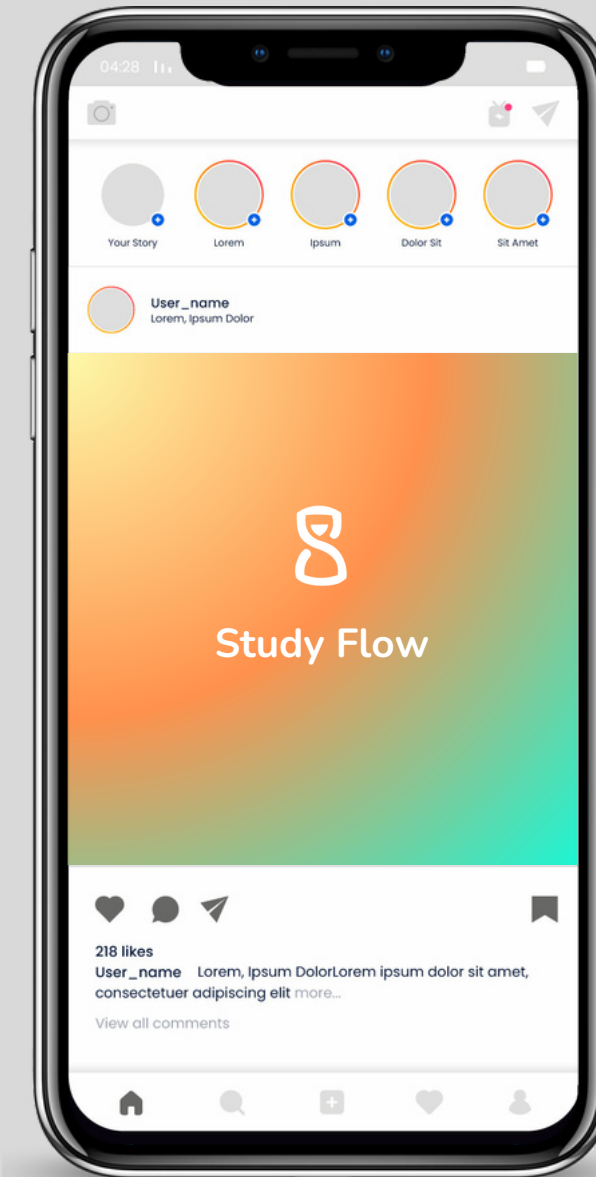 04:28
Your Story
Lorem
Ipsum
Dolor Sit
Sit Amet
User_name
Lorem, Ipsum Dolor
Study Flow
218 likes
User_name Lorem, Ipsum DolorLorem ipsum dolor sit amet,
consectetuer adipiscing elit more...
View all comments